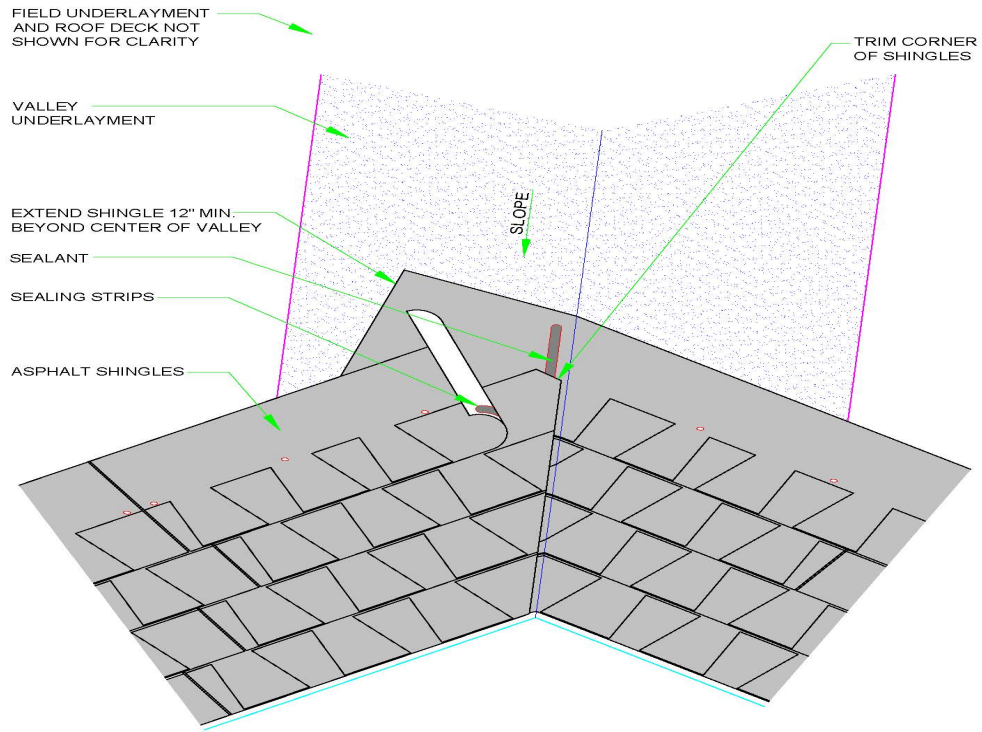 FIELD UNDERLAYMENT
AND ROOF DECK NOT
SHOWN FOR CLARITY
TRIM CORNER
OF SHINGLES
VALLEY
UNDERLAYMENT
SLOPE
EXTEND SHINGLE 12" MIN.
BEYOND CENTER OF VALLEY
SEALANT
SEALING STRIPS
ASPHALT SHINGLES